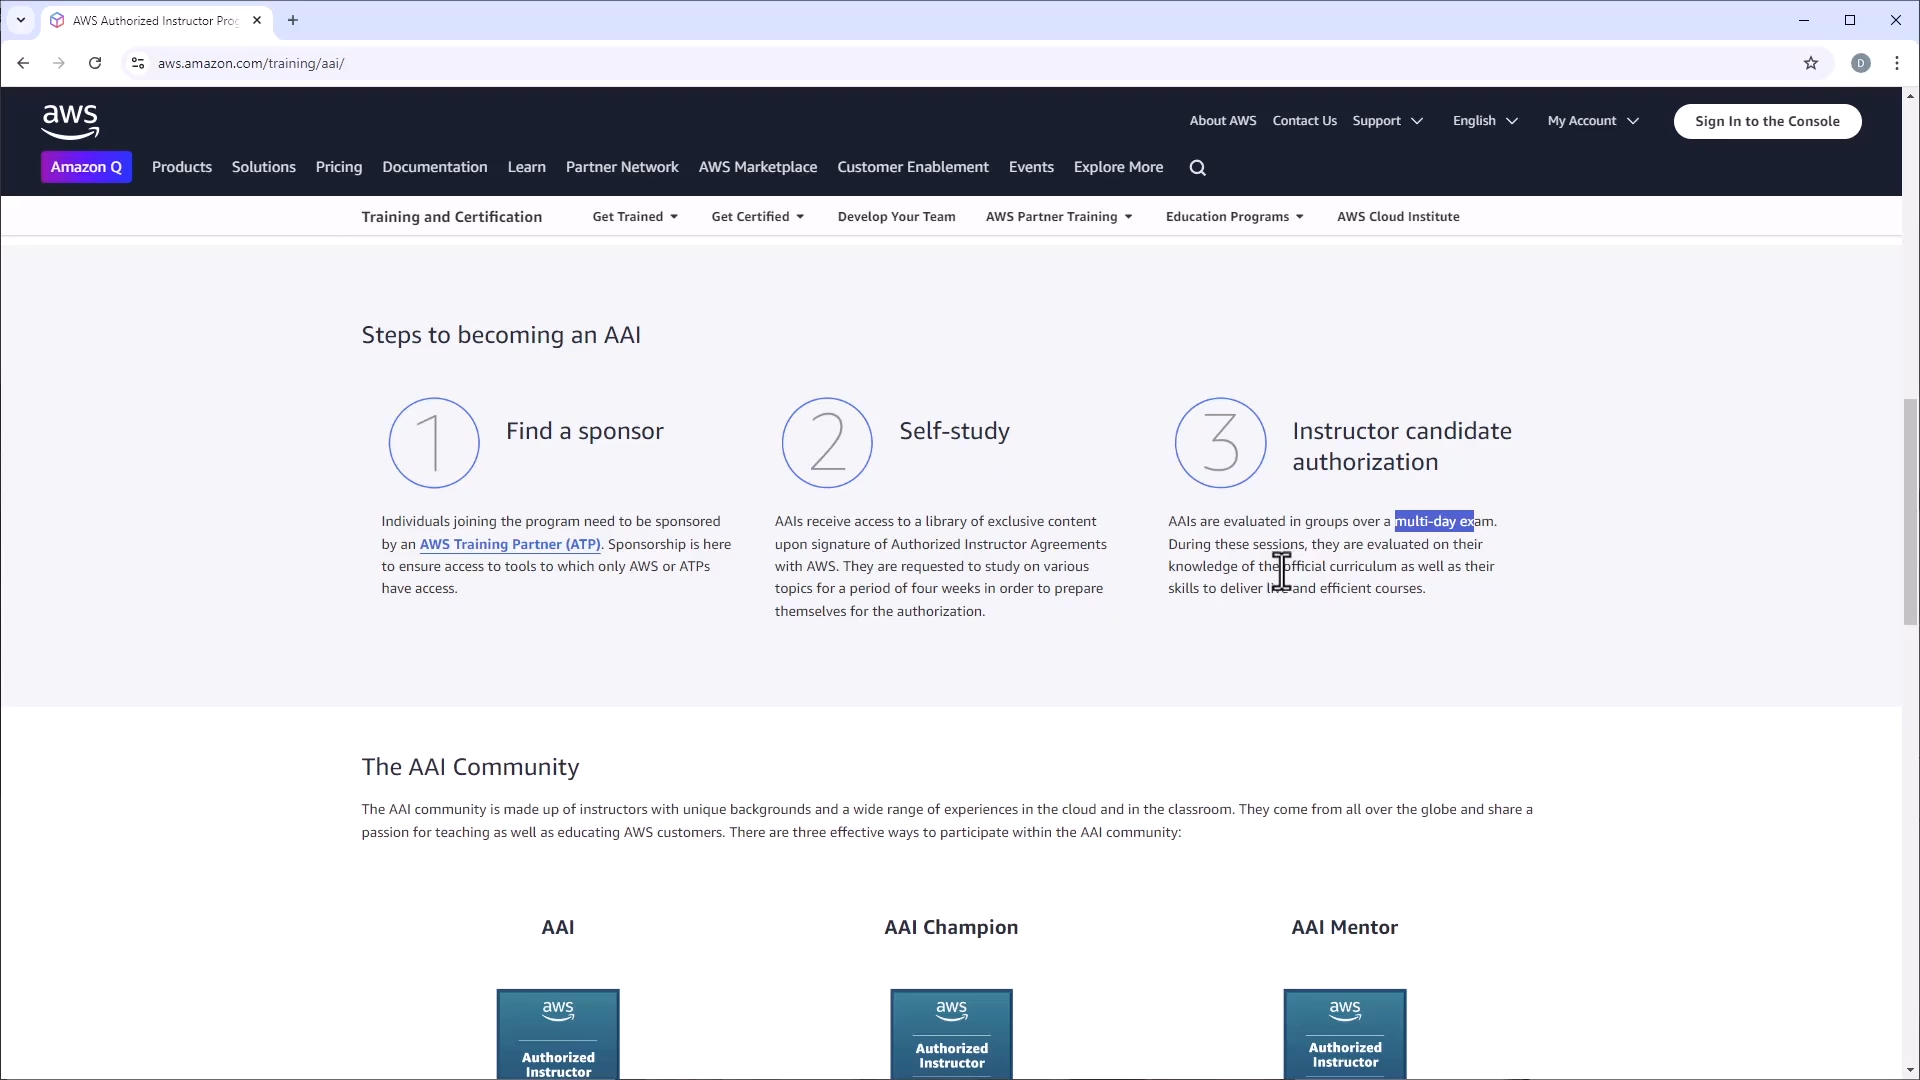 AWS Authorized Instructor Prog
aws.amazon.com/training/aai/
D
aws
About AWS
Contact Us
Support
English
My Account
Sign In to the Console
Amazon Q
Products
Solutions
Pricing
Documentation
Learn
Partner Network
AWS Marketplace
Customer Enablement
Events
Explore More
Training and Certification
Get Trained
Get Certified
Develop Your Team
AWS Partner Training
Education Programs
AWS Cloud Institute
Steps to becoming an AAI
1
Find a sponsor
Individuals joining the program need to be sponsored
by an AWS Training Partner (ATP). Sponsorship is here
to ensure access to tools to which only AWS or ATPs
have access.
2
Self-study
AAIs receive access to a library of exclusive content
upon signature of Authorized Instructor Agreements
with AWS. They are requested to study on various
topics for a period of four weeks in order to prepare
themselves for the authorization.
3
Instructor candidate
authorization
AAIs are evaluated in groups over a multi-day exam.
During these sessions, they are evaluated on their
knowledge of the official curriculum as well as their
skills to deliver live and efficient courses.
The AAI Community
The AAI community is made up of instructors with unique backgrounds and a wide range of experiences in the cloud and in the classroom. They come from all over the globe and share a
passion for teaching as well as educating AWS customers. There are three effective ways to participate within the AAI community:
AAI
aws
Authorized
Instructor
AAI Champion
aws
Authorized
Instructor
AAI Mentor
aws
Authorized
Instructor